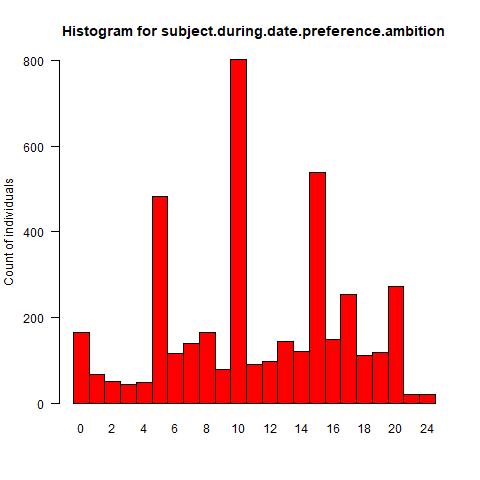 Histogram for subject.during.date.preference.ambition
Count of individuals
800
600
400
200
0
0 2 4 6 8 10 12 14 16 18 20 24